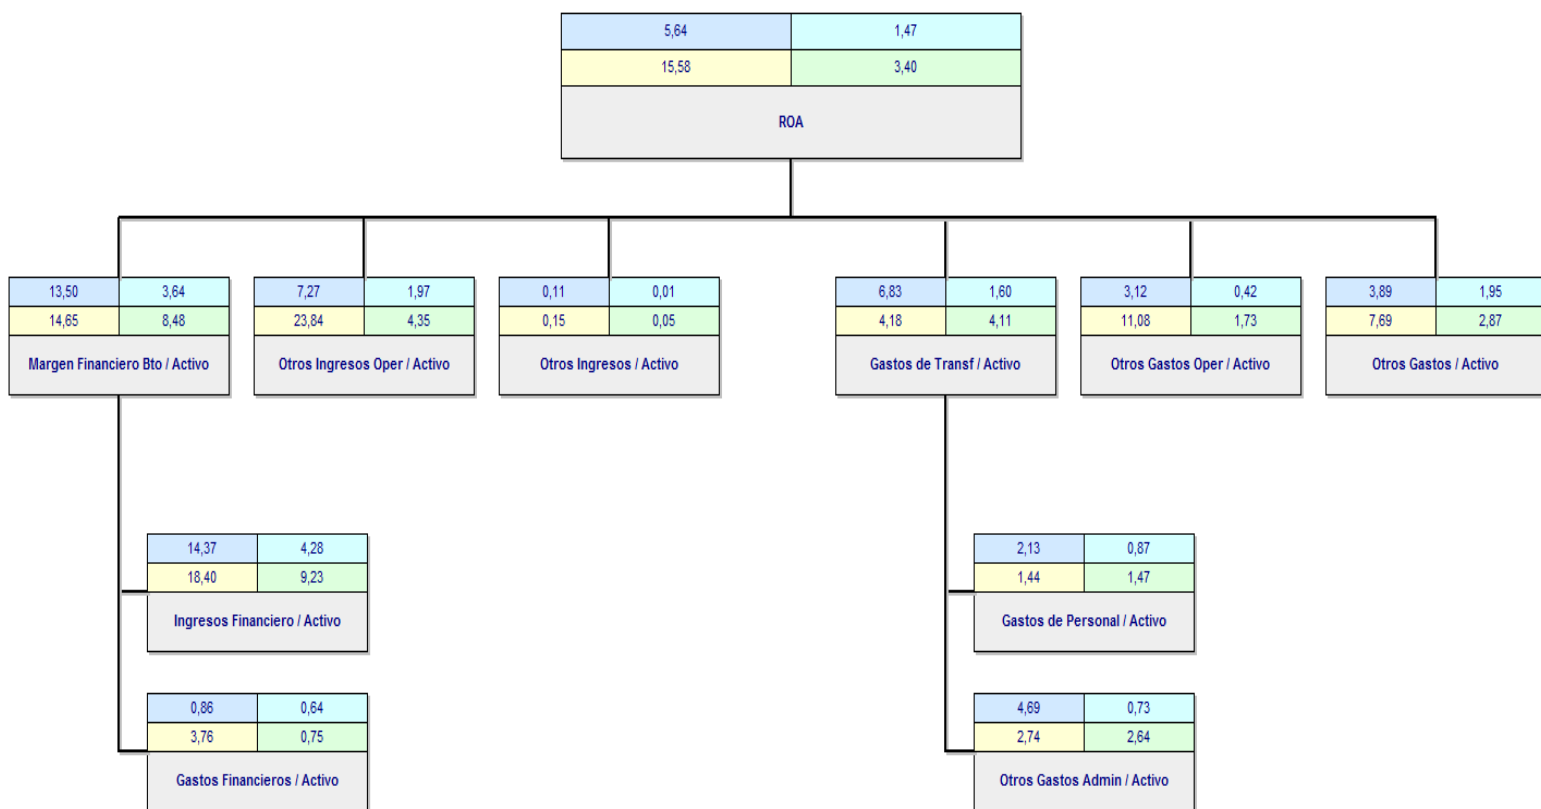 5,64 1,47
15,58 3,40
ROA
13,50 3,64 7,27 1,97 0,11 0,01 6,83 1,60 3,12 0,42 3,89 1,95
14,65 8,48 23,84 4,35 0,15 0,05 4,18 4,11 11,08 1,73 7,69 2,87
Margen Financiero Bto / Activo Otros Ingresos Oper / Activo Otros Ingresos / Activo Gastos de Transf / Activo Otros Gastos Oper / Activo Otros Gastos / Activo
14,37 4,28 2,13 0,87
18,40 9,23 1,44 1,47
Ingresos Financiero / Activo Gastos de Personal / Activo
0,86 0,64 4,69 0,73
3,76 0,75 2,74 2,64
Gastos Financieros / Activo Otros Gastos Admin / Activo